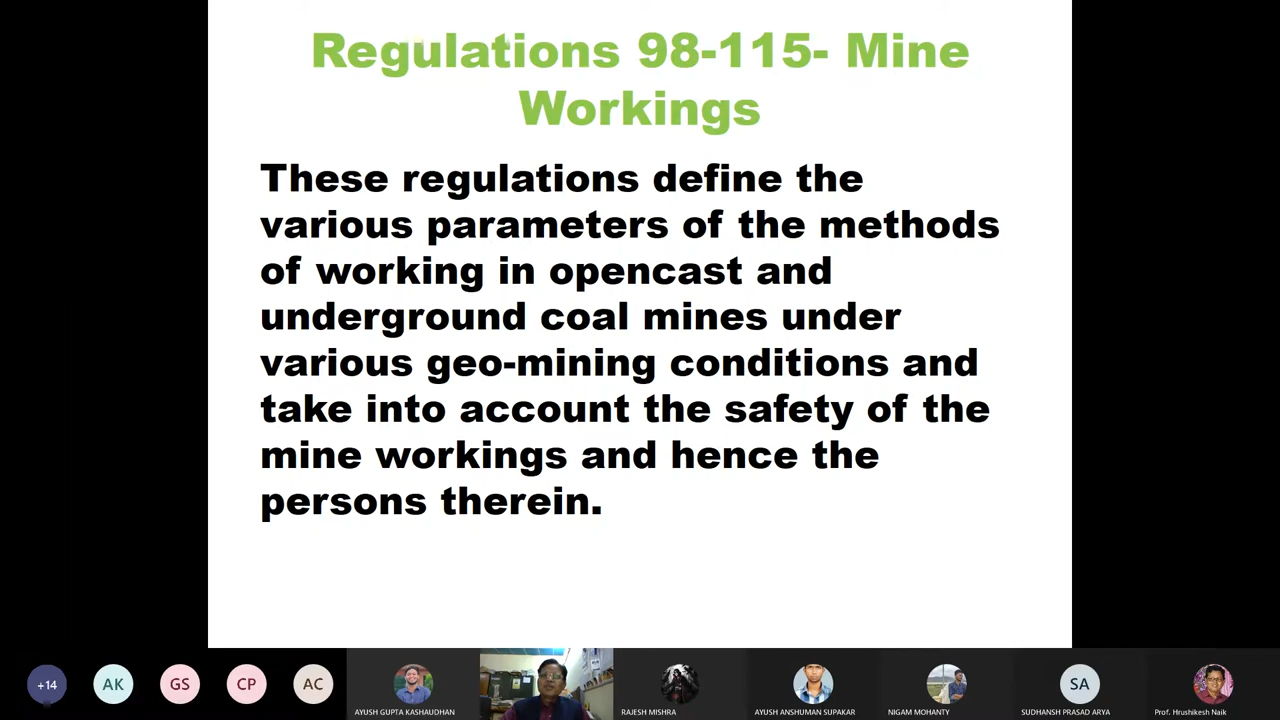 Regulations 98-115- Mine
Workings
These regulations define the
various parameters of the methods
of working in opencast and
underground coal mines under
various geo-mining conditions and
take into account the safety of the
mine workings and hence the
persons therein.
+14
AK
GS
CP
AC
AYUSH GUPTA KASHAUDHAN
RAJESH MISHRA
AYUSH ANSHUMAN SUPAKAR
NIGAM MOHANTY
SA
SUDHANSH PRASAD ARYA
Prof. Hrushikesh Naik